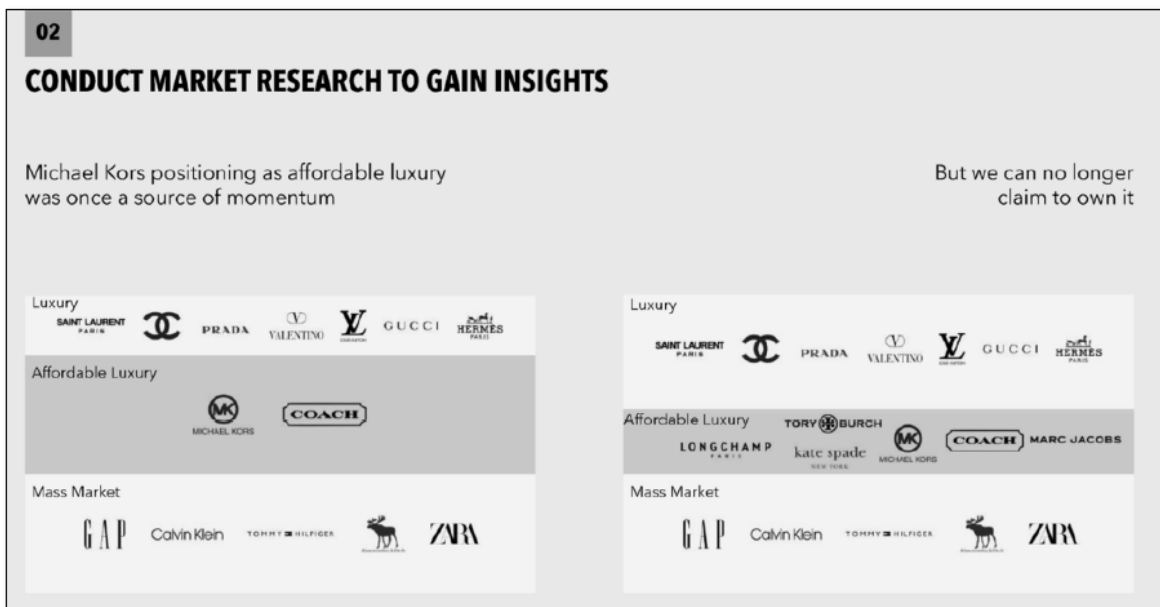 02
CONDUCT MARKET RESEARCH TO GAIN INSIGHTS
Michael Kors positioning as affordable luxury
was once a source of momentum
But we can no longer
claim to own it
Luxury
SAINT LAURENT
PARIS
PRADA
VALENTINO
GUCCI
HERMES
PARIS
Affordable Luxury
MK
MICHAEL KORS
COACH
Mass Market
GAP
Calvin Klein
TOMMY HILFIGER
ZARA
Luxury
SAINT LAURENT
PARIS
PRADA
VALENTINO
GUCCI
HERMES
PARIS
Affordable Luxury
TORY BURCH
LONGCHAMP
PARIS
kate spade
NEW YORK
MK
MICHAEL KORS
COACH
MARC JACOBS
Mass Market
GAP
Calvin Klein
TOMMY HILFIGER
ZARA